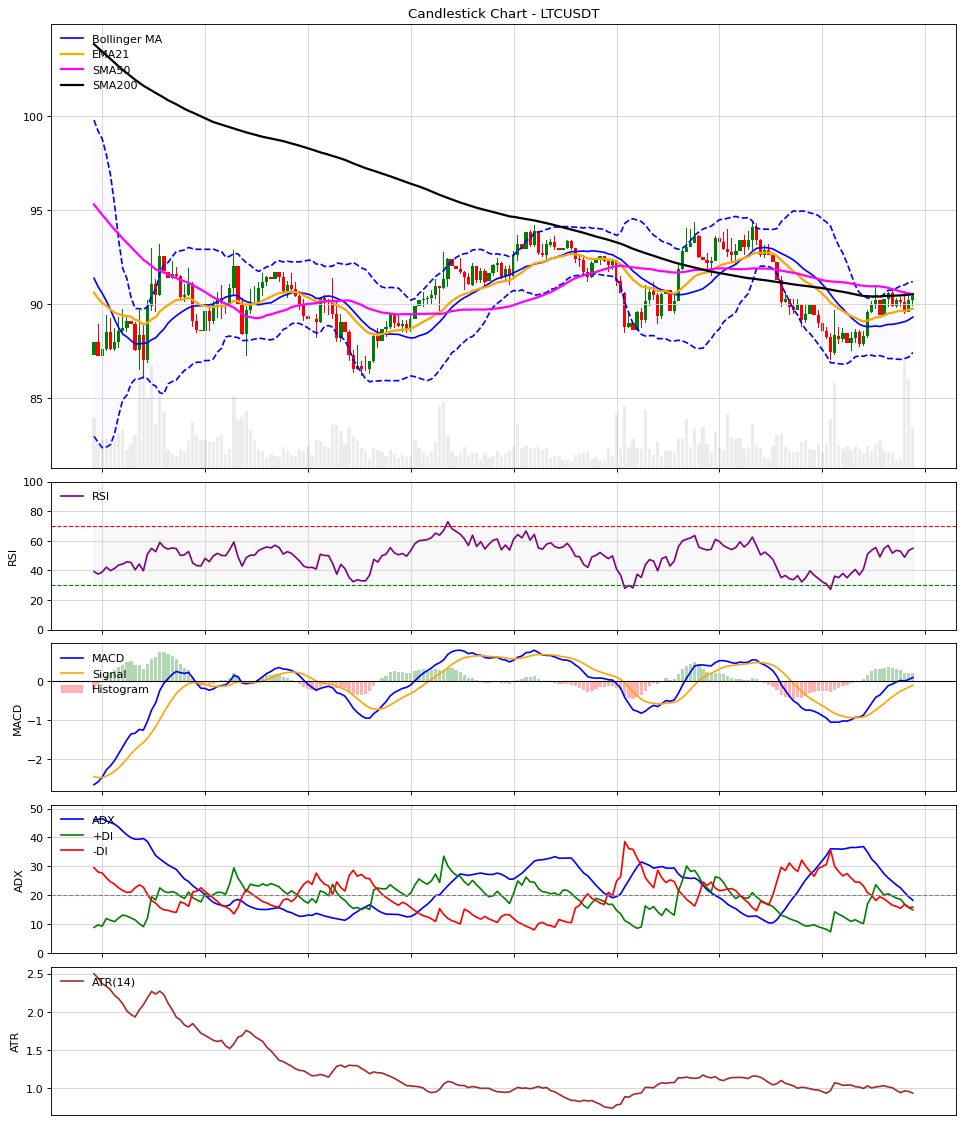 Candlestick Chart - LTCUSDT
Bollinger MA
EMA21
SMA50
SMA200
100
95
90
85
RSI
100
80
60
40
20
0
RSI
MACD
Signal
Histogram
0
−1
−2
MACD
ADX
+DI
-DI
50
40
30
20
10
0
ADX
ATR(14)
2.5
2.0
1.5
1.0
ATR